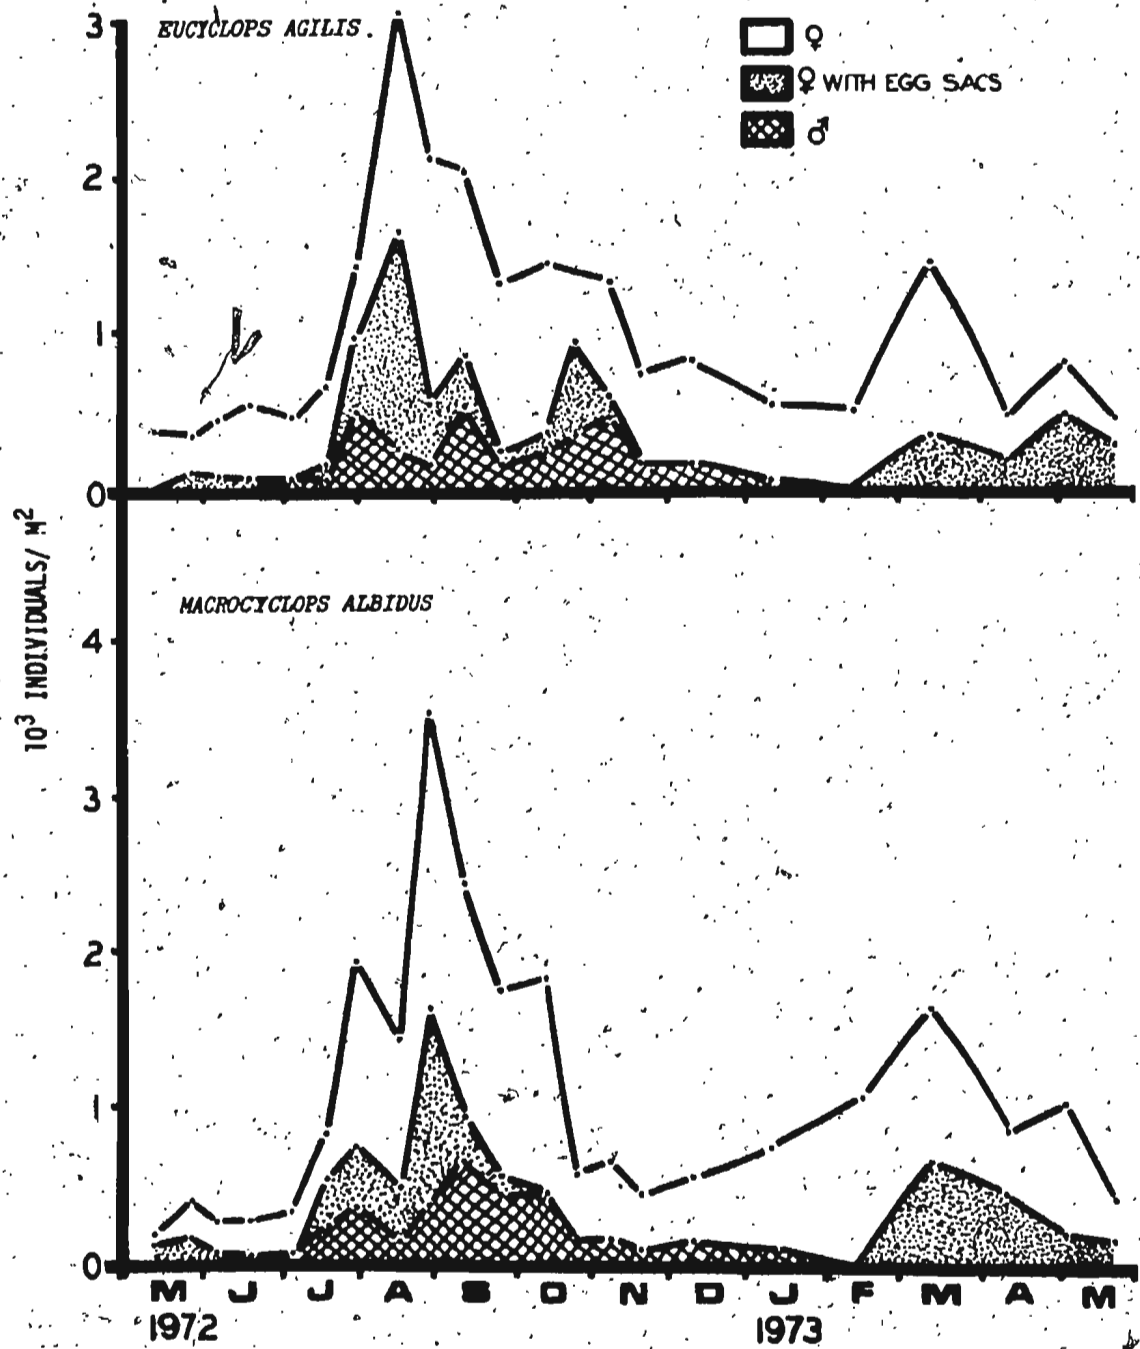 EUCYCLOPS AGILIS.
♀
♀ WITH EGG SACS
♂
3
2
1
0
10³ INDIVIDUALS/ M²
MACROCYCLOPS ALBIDUS
4
3
2
1
0
M J J A S O N D J F M A M
1972 1973